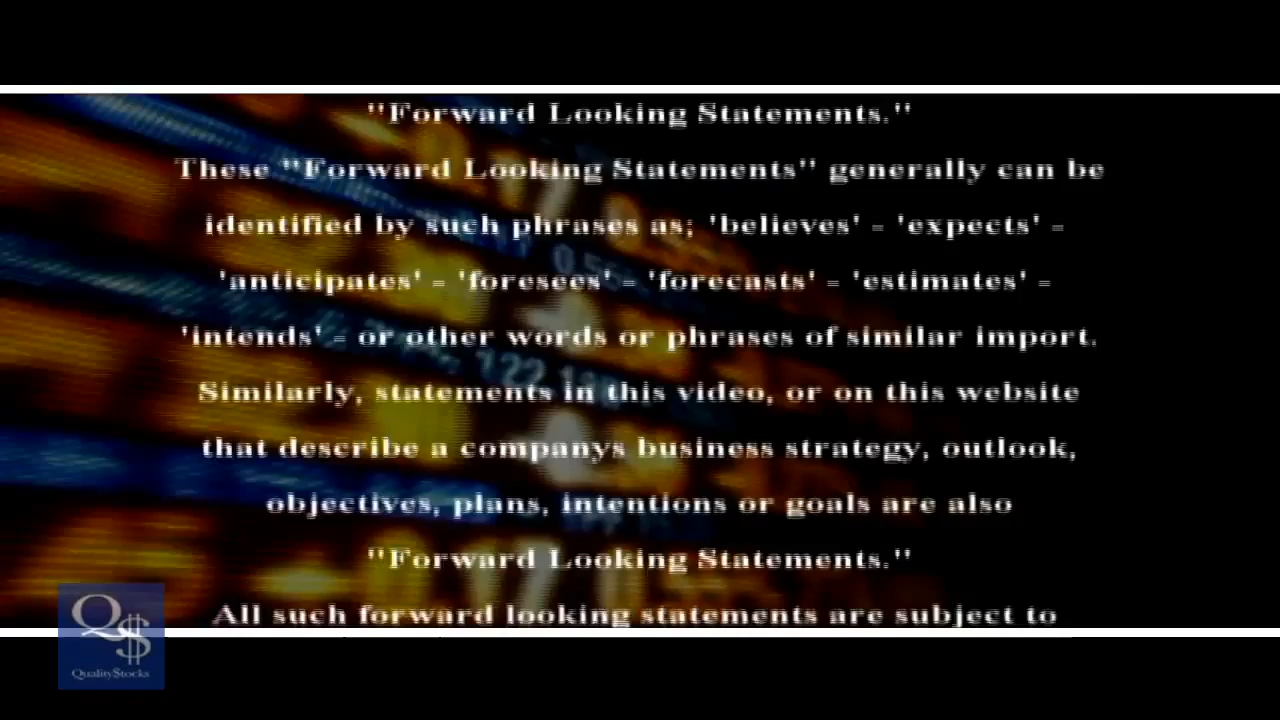 "Forward Looking Statements."
These "Forward Looking Statements" generally can be
identified by such phrases as; 'believes' - 'expects' -
'anticipates' - 'foresees' - 'forecasts' - 'estimates' -
'intends' - or other words or phrases of similar import.
Similarly, statements in this video, or on this website
that describe a companys business strategy, outlook,
objectives, plans, intentions or goals are also
"Forward Looking Statements."
All such forward looking statements are subject to
Q$
Quality$tocks